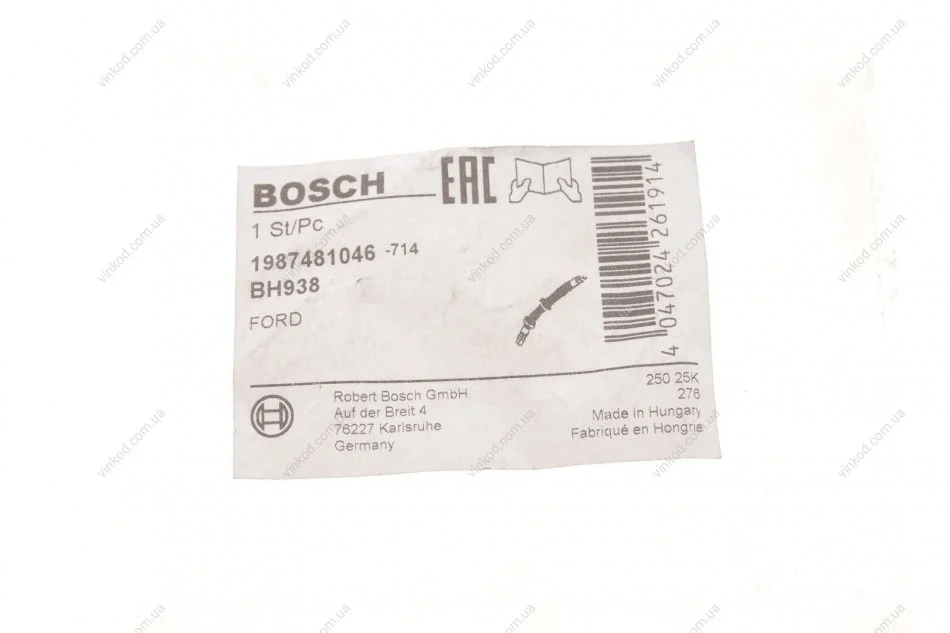 BOSCH
EAC
1 St/Pc
1987481046 -714
BH938
FORD
4 047024 261914
250 25K
276
Robert Bosch GmbH
Auf der Breit 4
76227 Karlsruhe
Germany
Made in Hungary
Fabriqué en Hongrie
vinkod.com.ua